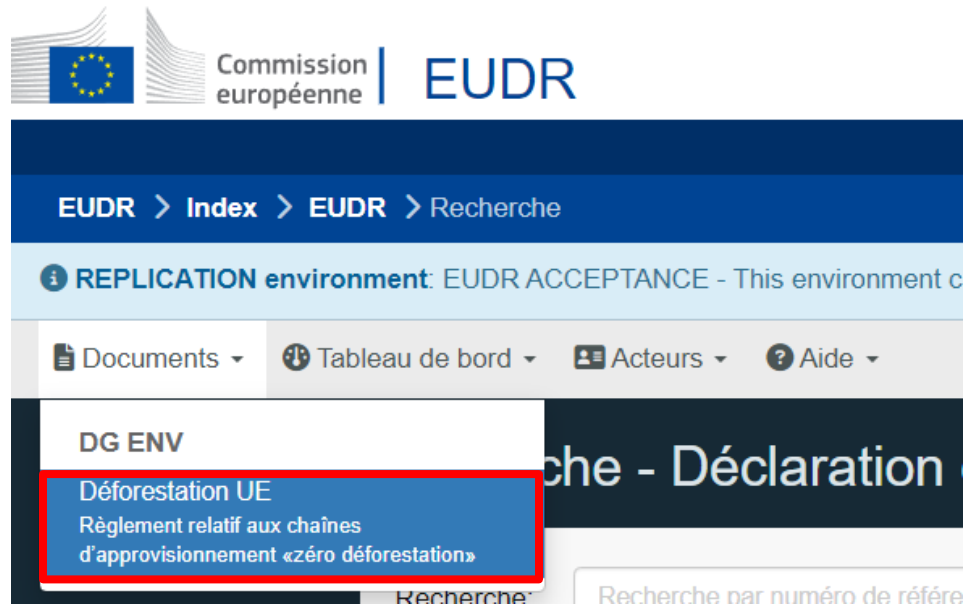 Commission
européenne
EUDR
EUDR > Index > EUDR > Recherche
REPLICATION environment: EUDR ACCEPTANCE - This environment c
Documents Tableau de bord Acteurs Aide
DG ENV
Déforestation UE
Règlement relatif aux chaînes
d'approvisionnement «zéro déforestation»
che - Déclaration
Recherche: Recherche par numéro de référe